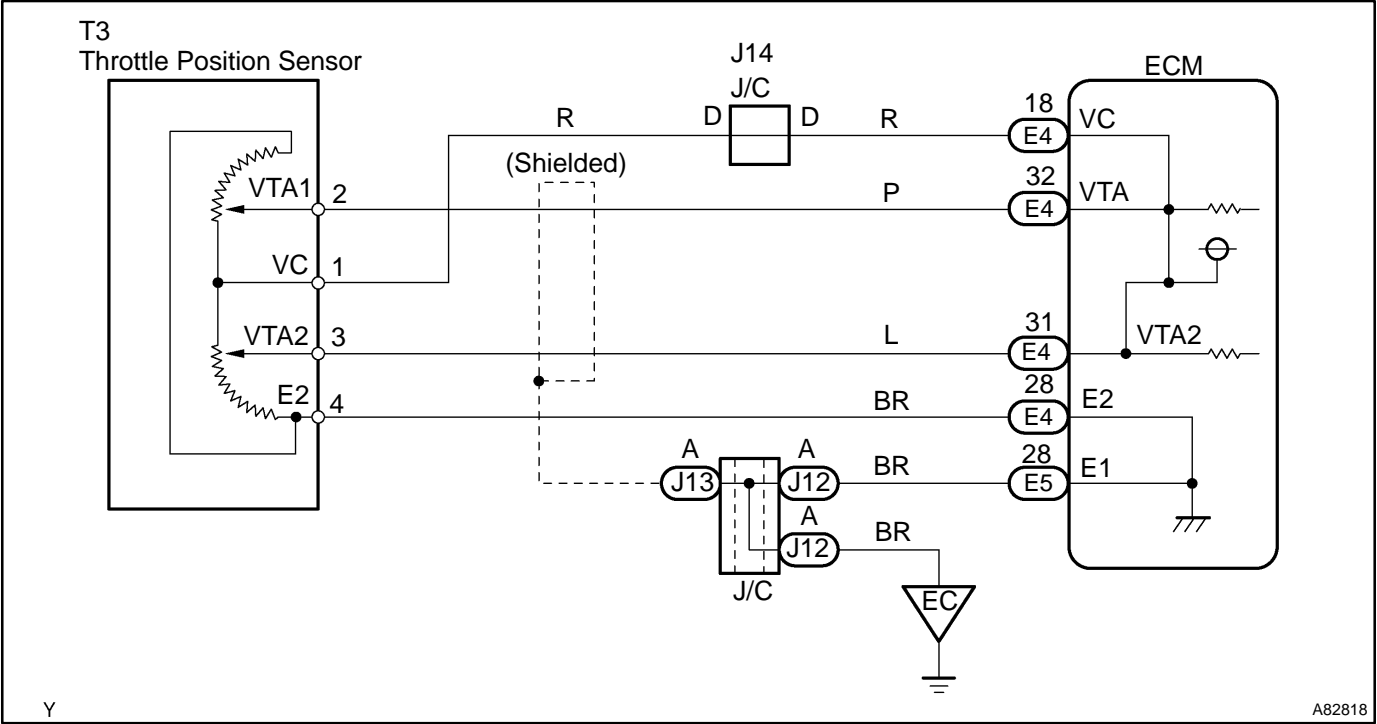 T3
Throttle Position Sensor
J14
J/C
ECM
R
D
D
R
18
E4
VC
(Shielded)
VTA1
2
P
32
E4
VTA
VC
1
VTA2
3
L
31
E4
VTA2
E2
4
BR
28
E4
E2
A
J13
A
J12
BR
28
E5
E1
A
J12
BR
J/C
EC
Y
A82818